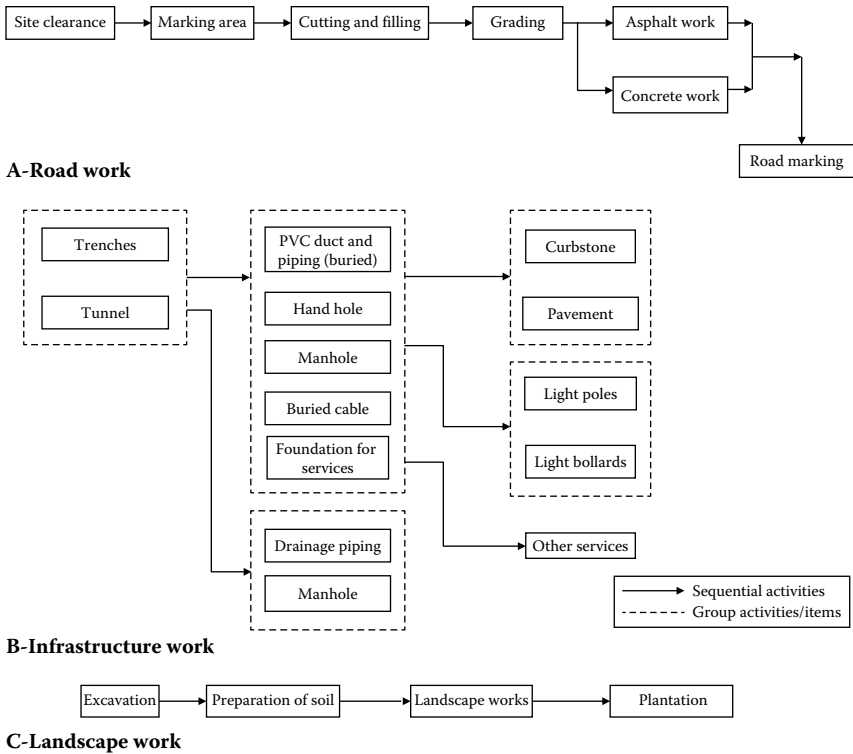 Site clearance
Marking area
Cutting and filling
Grading
Asphalt work
Concrete work
Road marking
A-Road work
Trenches
Tunnel
PVC duct and
piping (buried)
Hand hole
Manhole
Buried cable
Foundation for
services
Drainage piping
Manhole
Curbstone
Pavement
Light poles
Light bollards
Other services
Sequential activities
Group activities/items
B-Infrastructure work
Excavation
Preparation of soil
Landscape works
Plantation
C-Landscape work